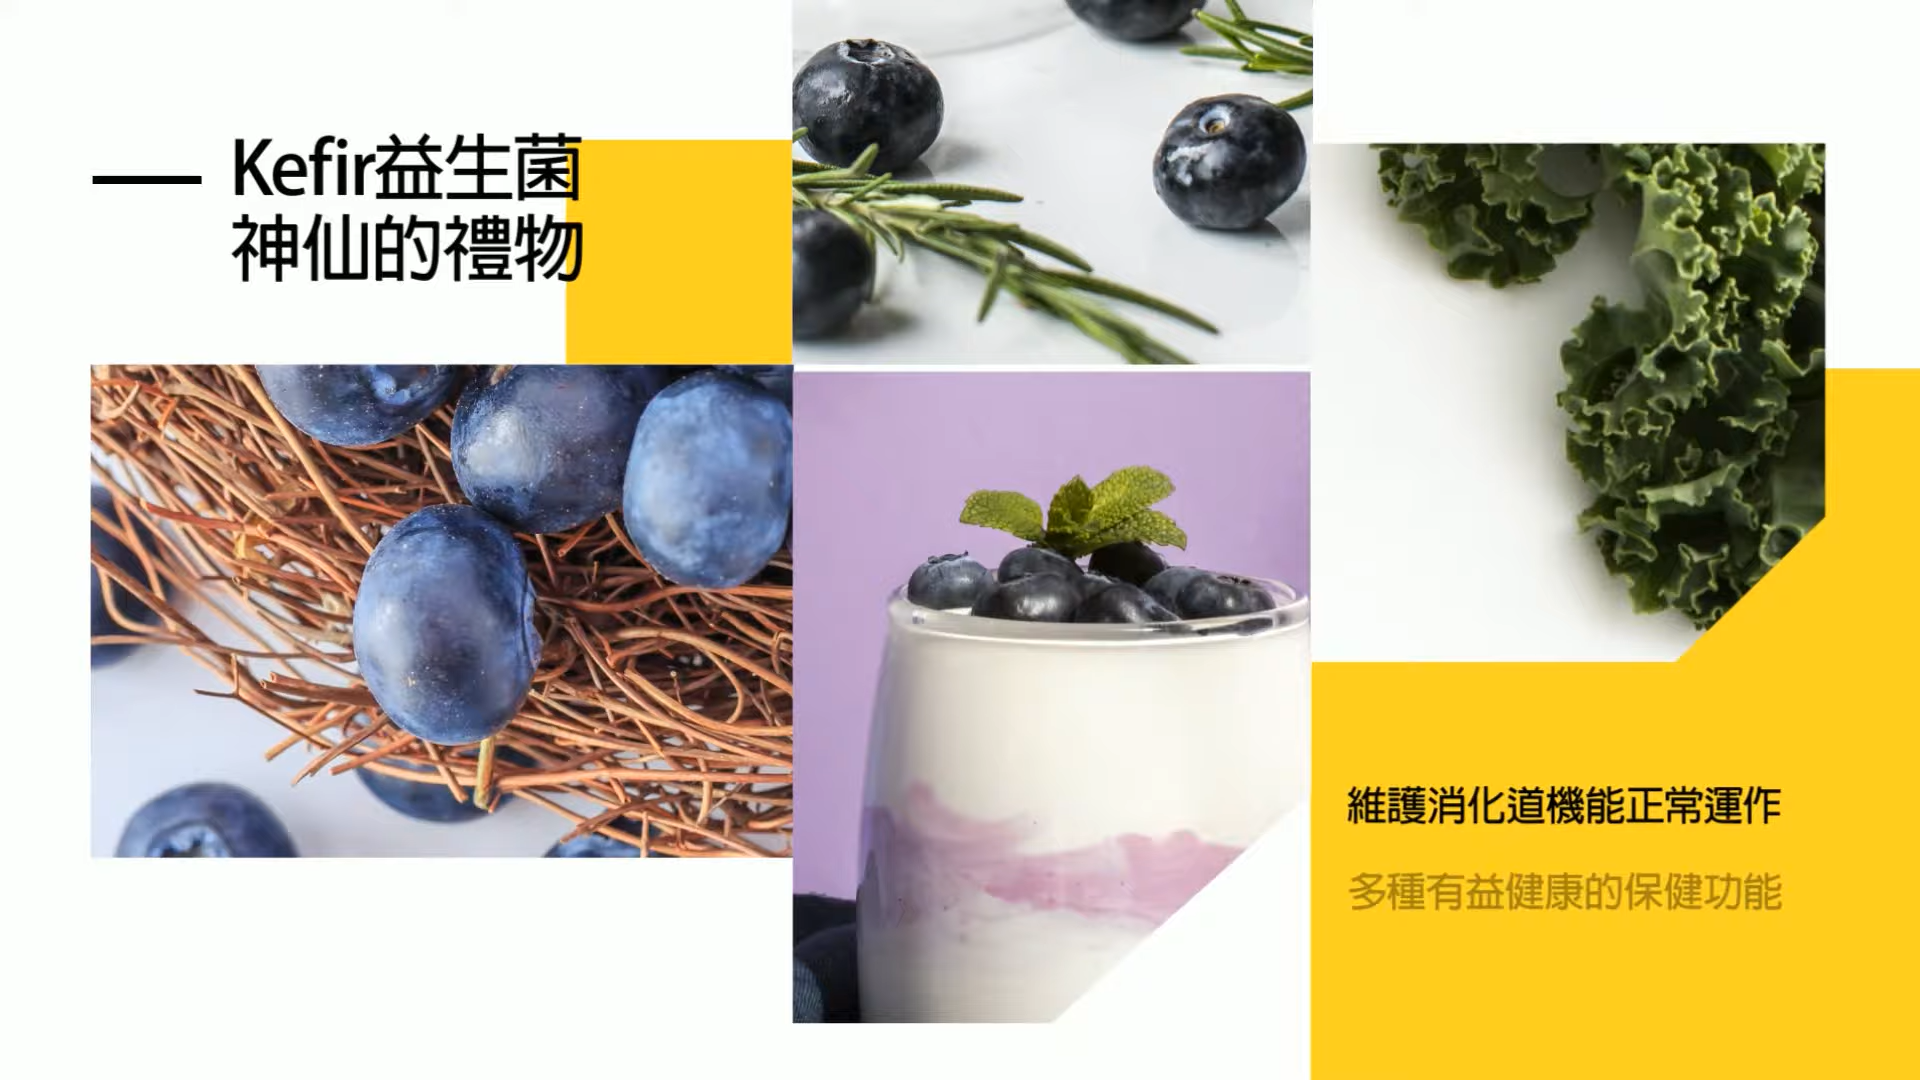 Kefir益生菌
神仙的禮物
維護消化道機能正常運作
多種有益健康的保健功能